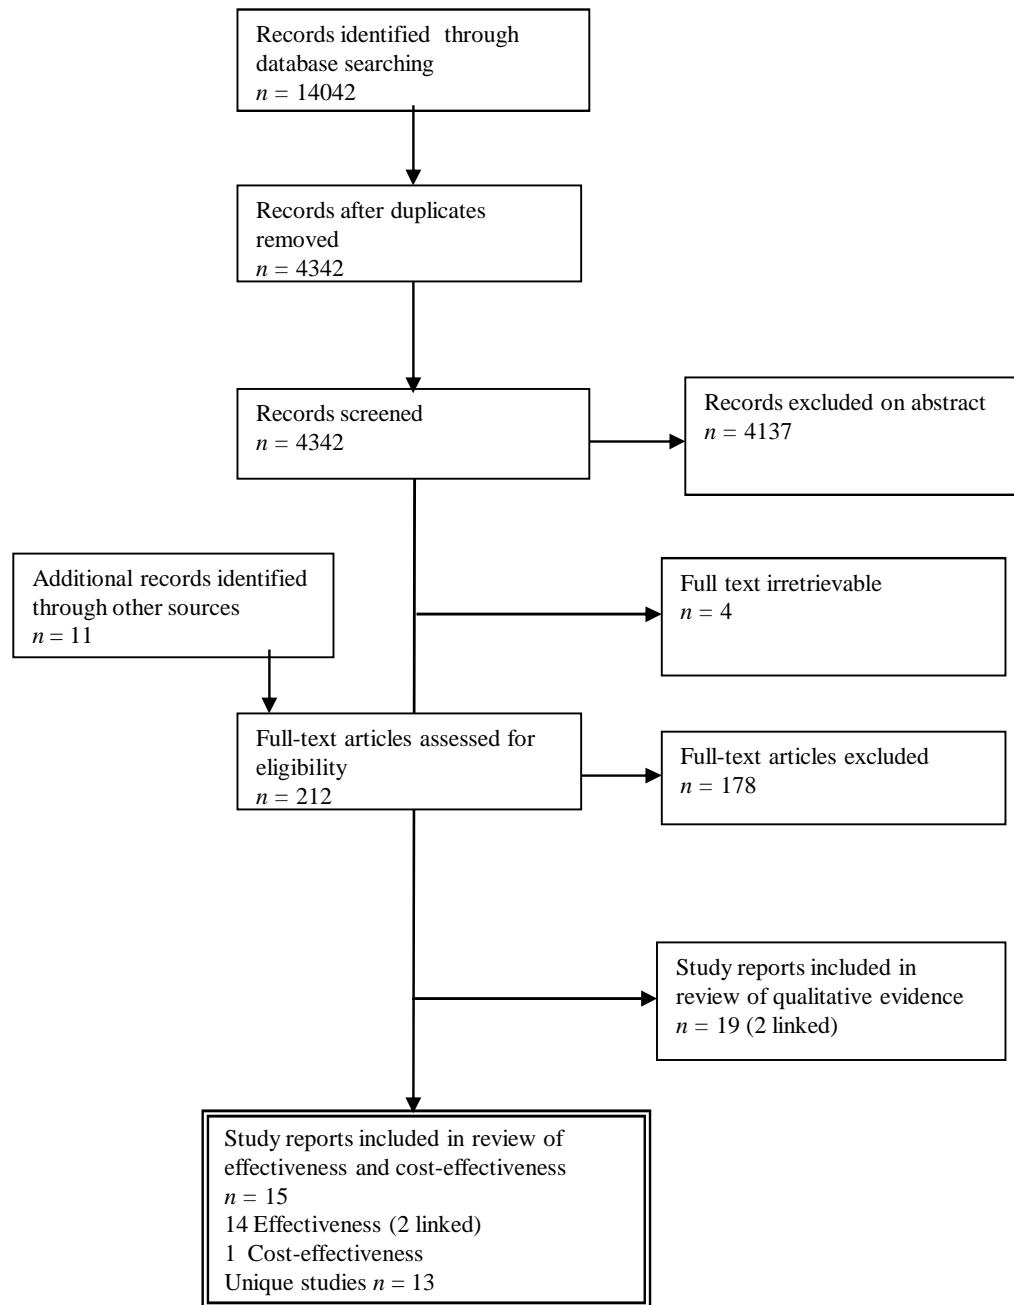 Records identified through
database searching
n = 14042
Records after duplicates
removed
n = 4342
Records screened
n = 4342
Records excluded on abstract
n = 4137
Additional records identified
through other sources
n = 11
Full text irretrievable
n = 4
Full-text articles assessed for
eligibility
n = 212
Full-text articles excluded
n = 178
Study reports included in
review of qualitative evidence
n = 19 (2 linked)
Study reports included in review of
effectiveness and cost-effectiveness
n = 15
14 Effectiveness (2 linked)
1 Cost-effectiveness
Unique studies n = 13